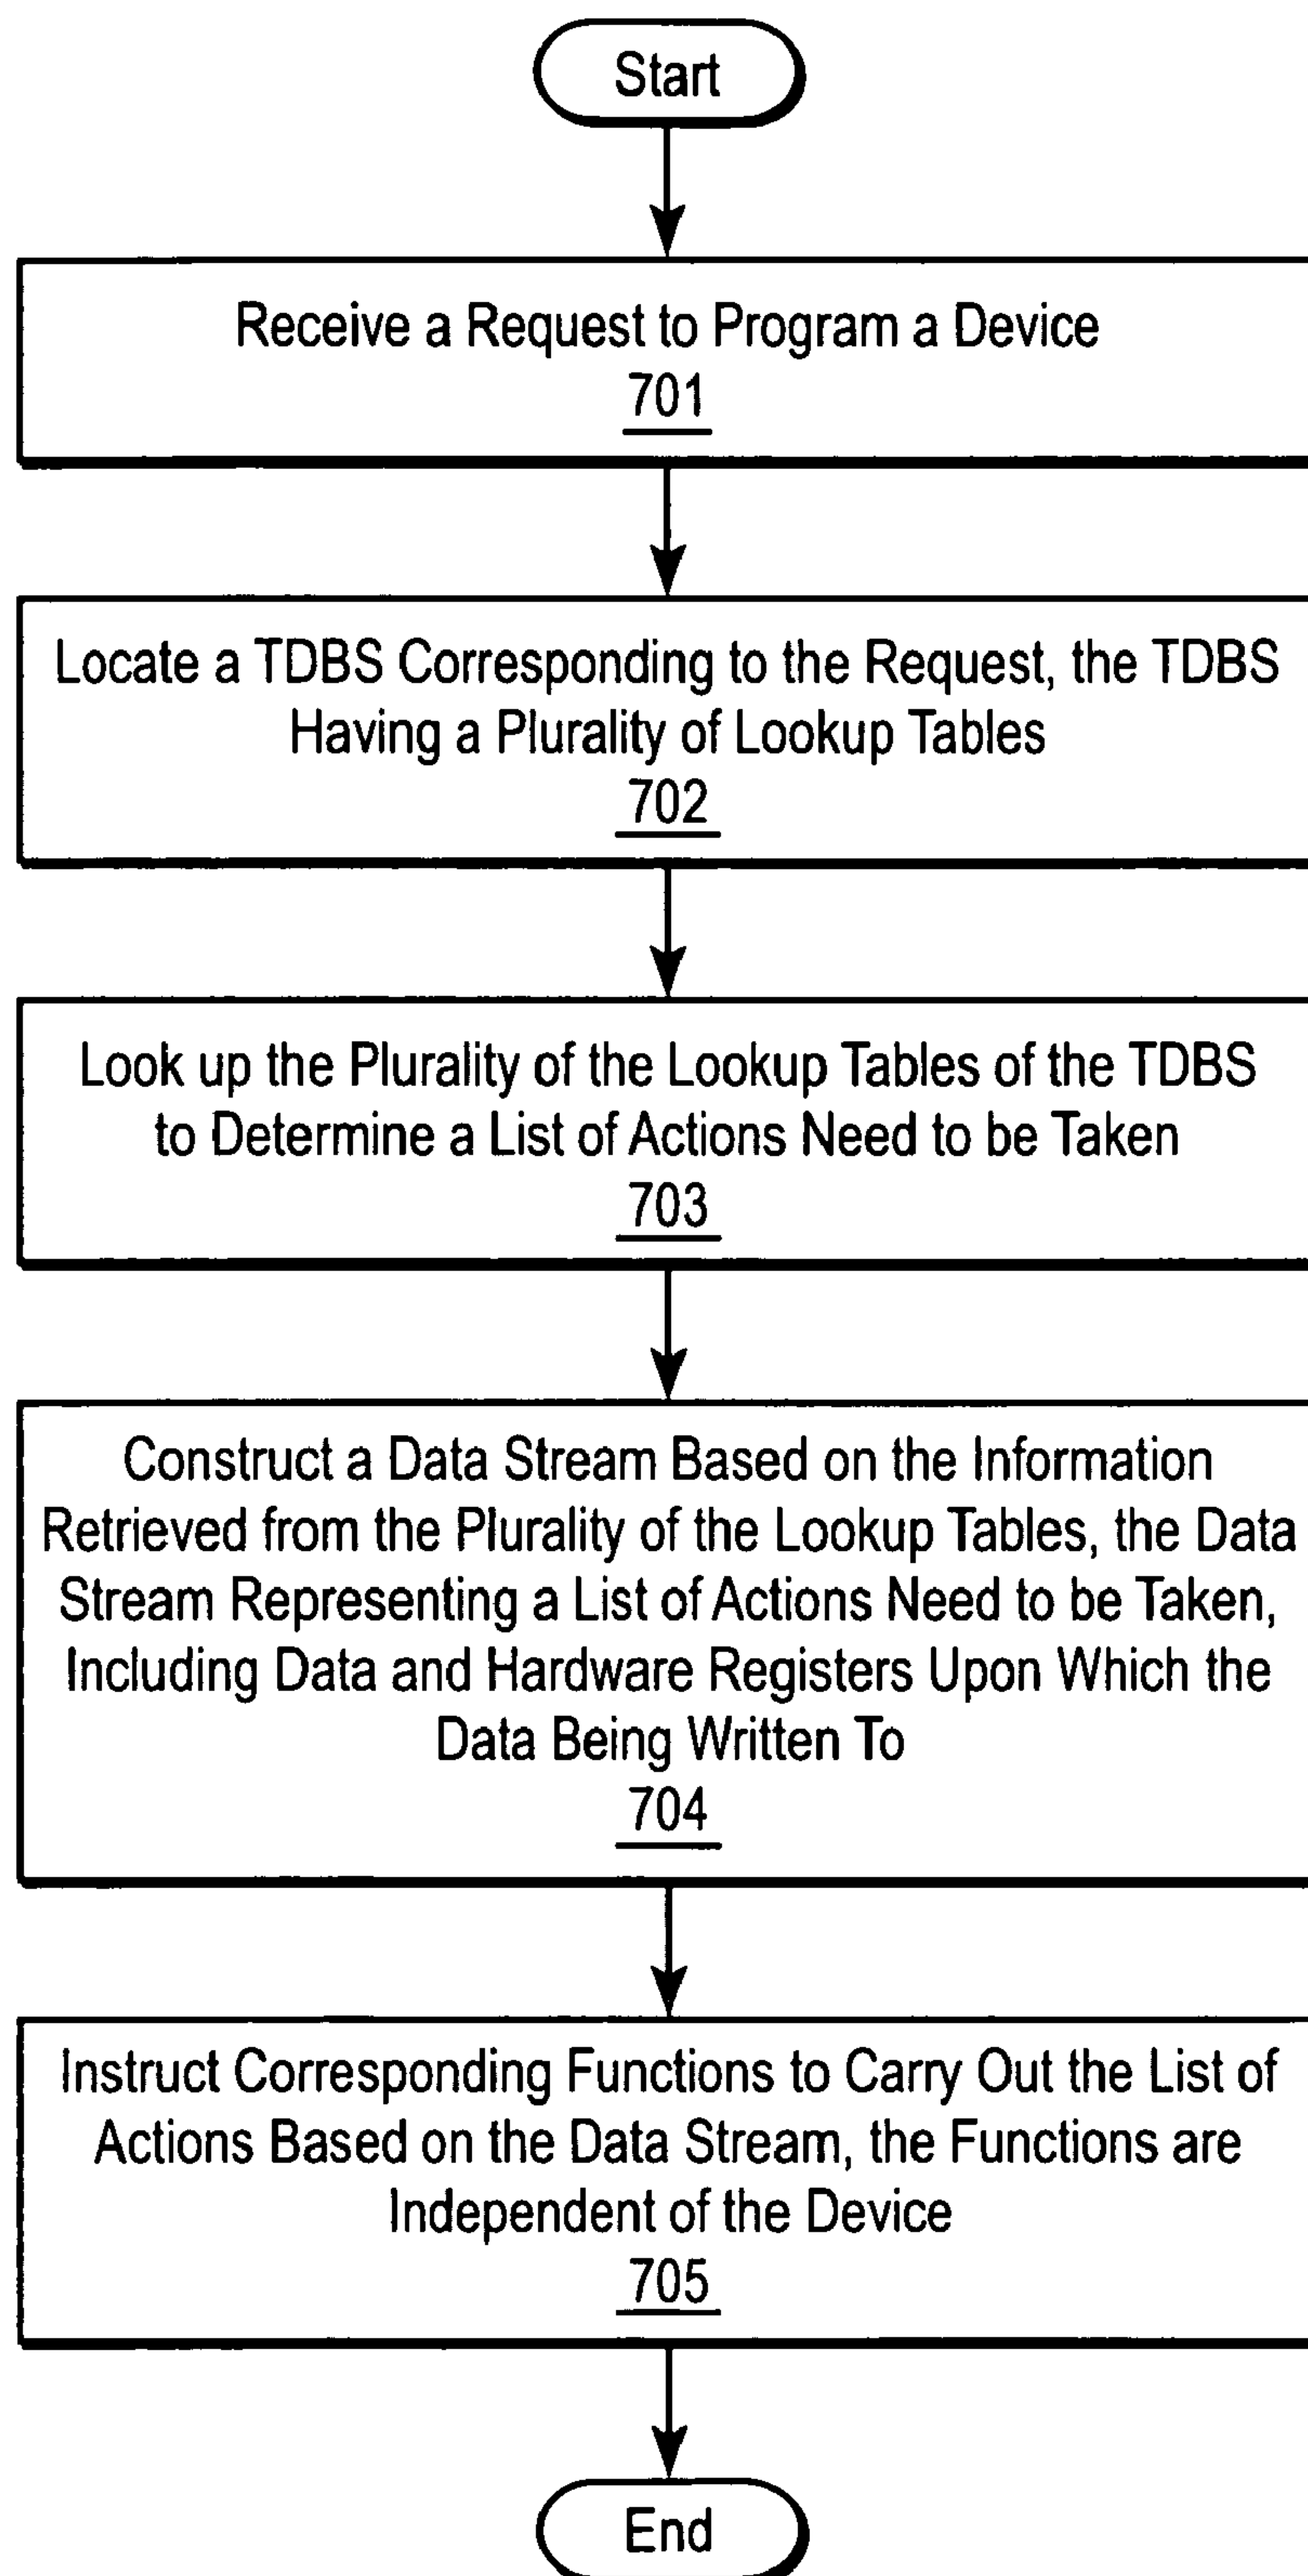 Start
Receive a Request to Program a Device
701
Locate a TDBS Corresponding to the Request, the TDBS
Having a Plurality of Lookup Tables
702
Look up the Plurality of the Lookup Tables of the TDBS
to Determine a List of Actions Need to be Taken
703
Construct a Data Stream Based on the Information
Retrieved from the Plurality of the Lookup Tables, the Data
Stream Representing a List of Actions Need to be Taken,
Including Data and Hardware Registers Upon Which the
Data Being Written To
704
Instruct Corresponding Functions to Carry Out the List of
Actions Based on the Data Stream, the Functions are
Independent of the Device
705
End